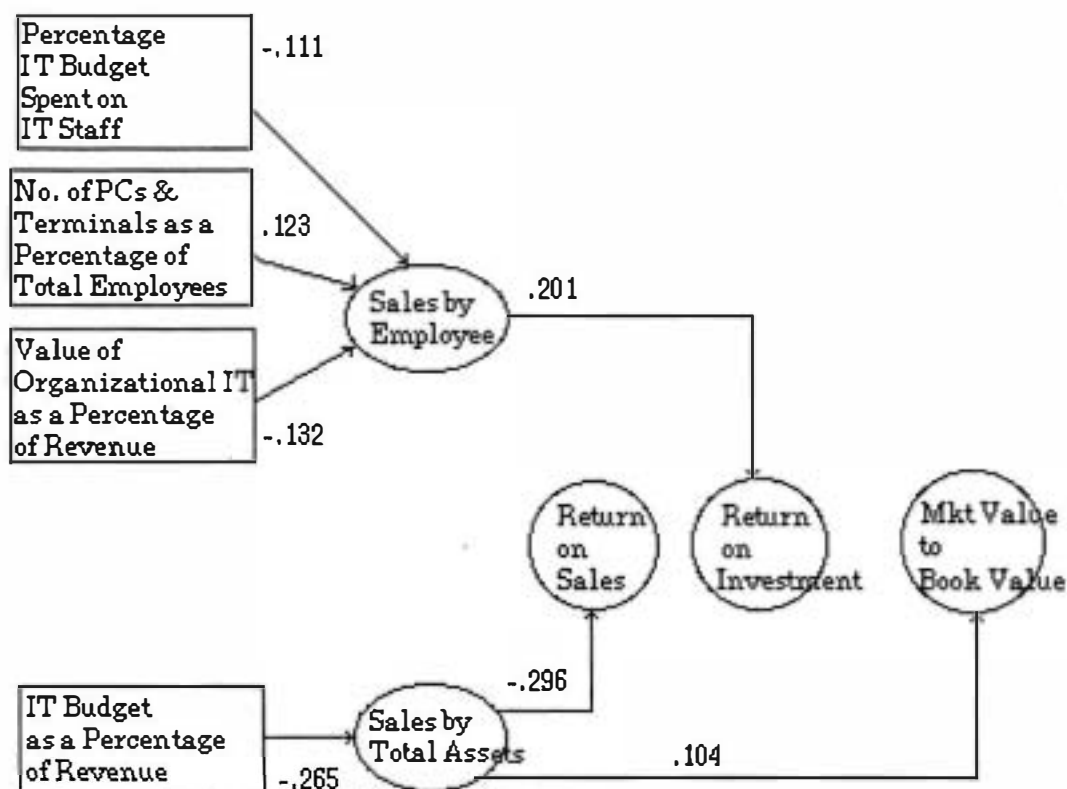 Percentage
IT Budget
Spent on
IT Staff
-.111
No. of PCs &
Terminals as a
Percentage of
Total Employees
.123
Sales by
Employee
.201
Value of
Organizational IT
as a Percentage
of Revenue
-.132
Return
on
Sales
Return
on
Investment
Mkt Value
to
Book Value
IT Budget
as a Percentage
of Revenue
-.265
Sales by
Total Assets
-.296
.104